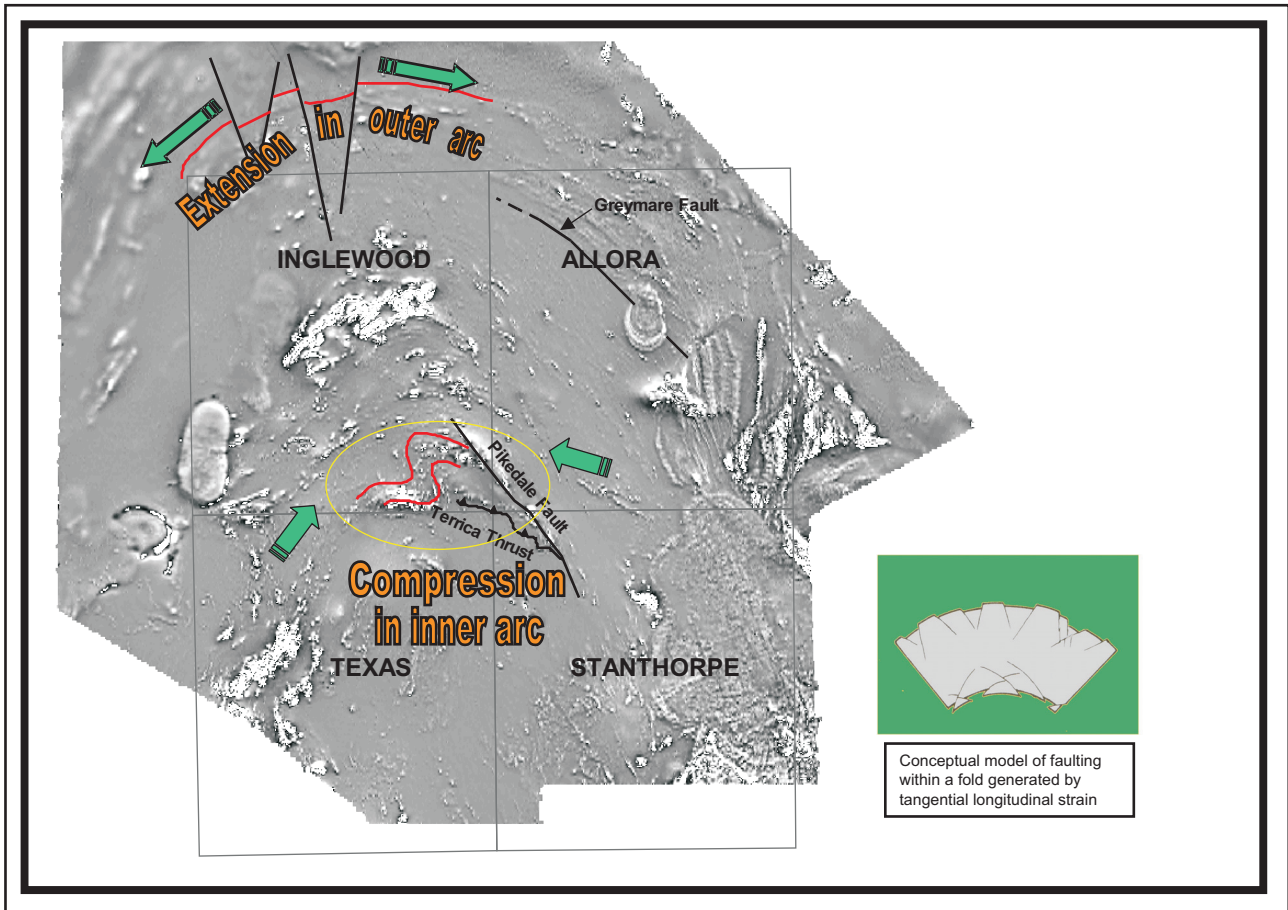 Extension in outer arc
Greymare Fault
INGLEWOOD
ALLORA
Pikedale Fault
Terrica Thrust
Compression
in inner arc
TEXAS
STANTHORPE
Conceptual model of faulting
within a fold generated by
tangential longitudinal strain